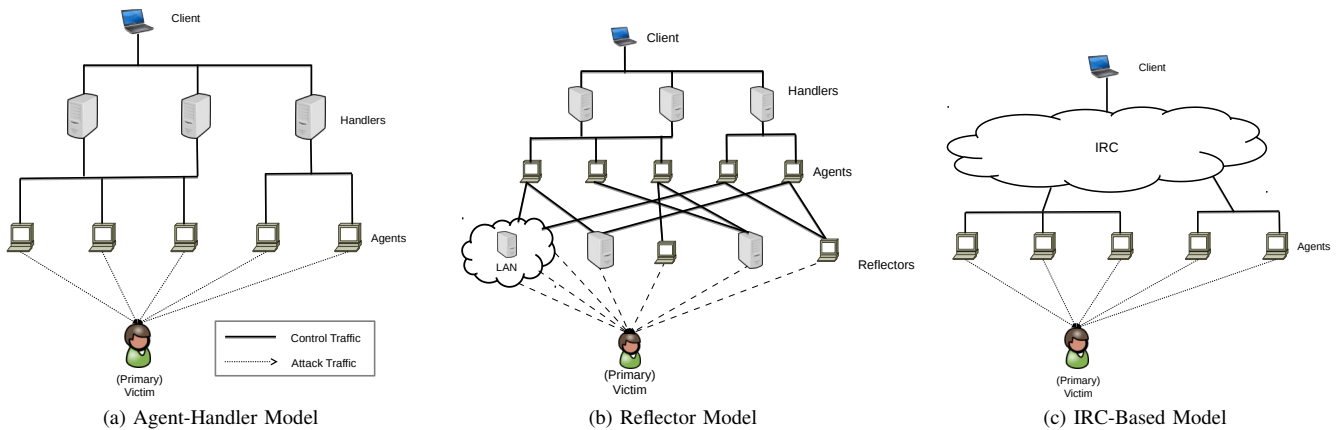 Client
Handlers
Agents
(Primary)
Victim
Control Traffic
Attack Traffic
(a) Agent-Handler Model
Client
Handlers
Agents
LAN
Reflectors
(Primary)
Victim
(b) Reflector Model
Client
IRC
Agents
(Primary)
Victim
(c) IRC-Based Model